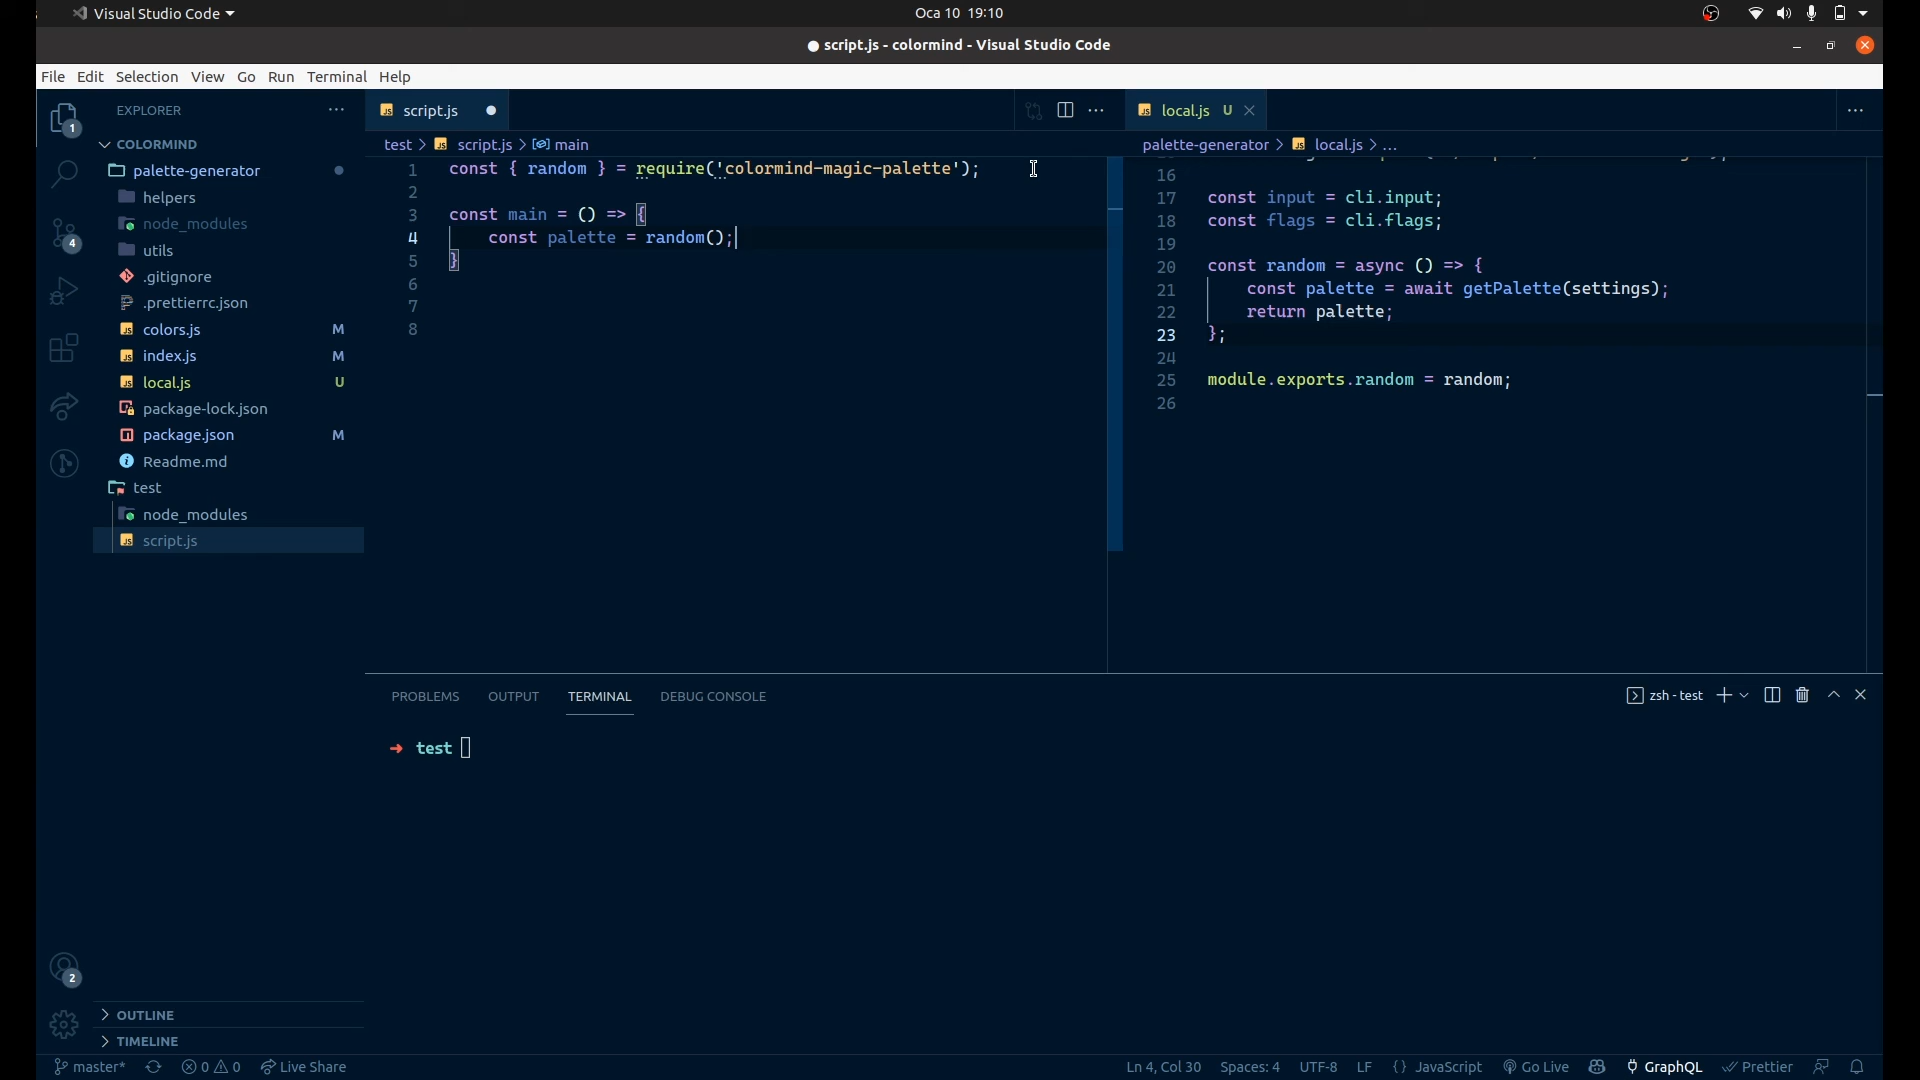 Visual Studio Code
Oca 10 19:10
● script.js - colormind - Visual Studio Code
File Edit Selection View Go Run Terminal Help
1
4
2
EXPLORER
COLORMIND
palette-generator
helpers
node_modules
utils
.gitignore
.prettierrc.json
colors.js M
index.js M
local.js U
package-lock.json
package.json M
Readme.md
test
node_modules
script.js
OUTLINE
TIMELINE
script.js
test > script.js > main
1 const { random } = require('colormind-magic-palette');
2
3 const main = () => {
4 const palette = random();
5 }
6
7
8
local.js U
palette-generator > local.js > ...
16
17 const input = cli.input;
18 const flags = cli.flags;
19
20 const random = async () => {
21 const palette = await getPalette(settings);
22 return palette;
23 };
24
25 module.exports.random = random;
26
PROBLEMS OUTPUT TERMINAL DEBUG CONSOLE
zsh - test
➜ test
master* 0 0 Live Share
Ln 4, Col 30 Spaces: 4 UTF-8 LF {} JavaScript Go Live GraphQL Prettier